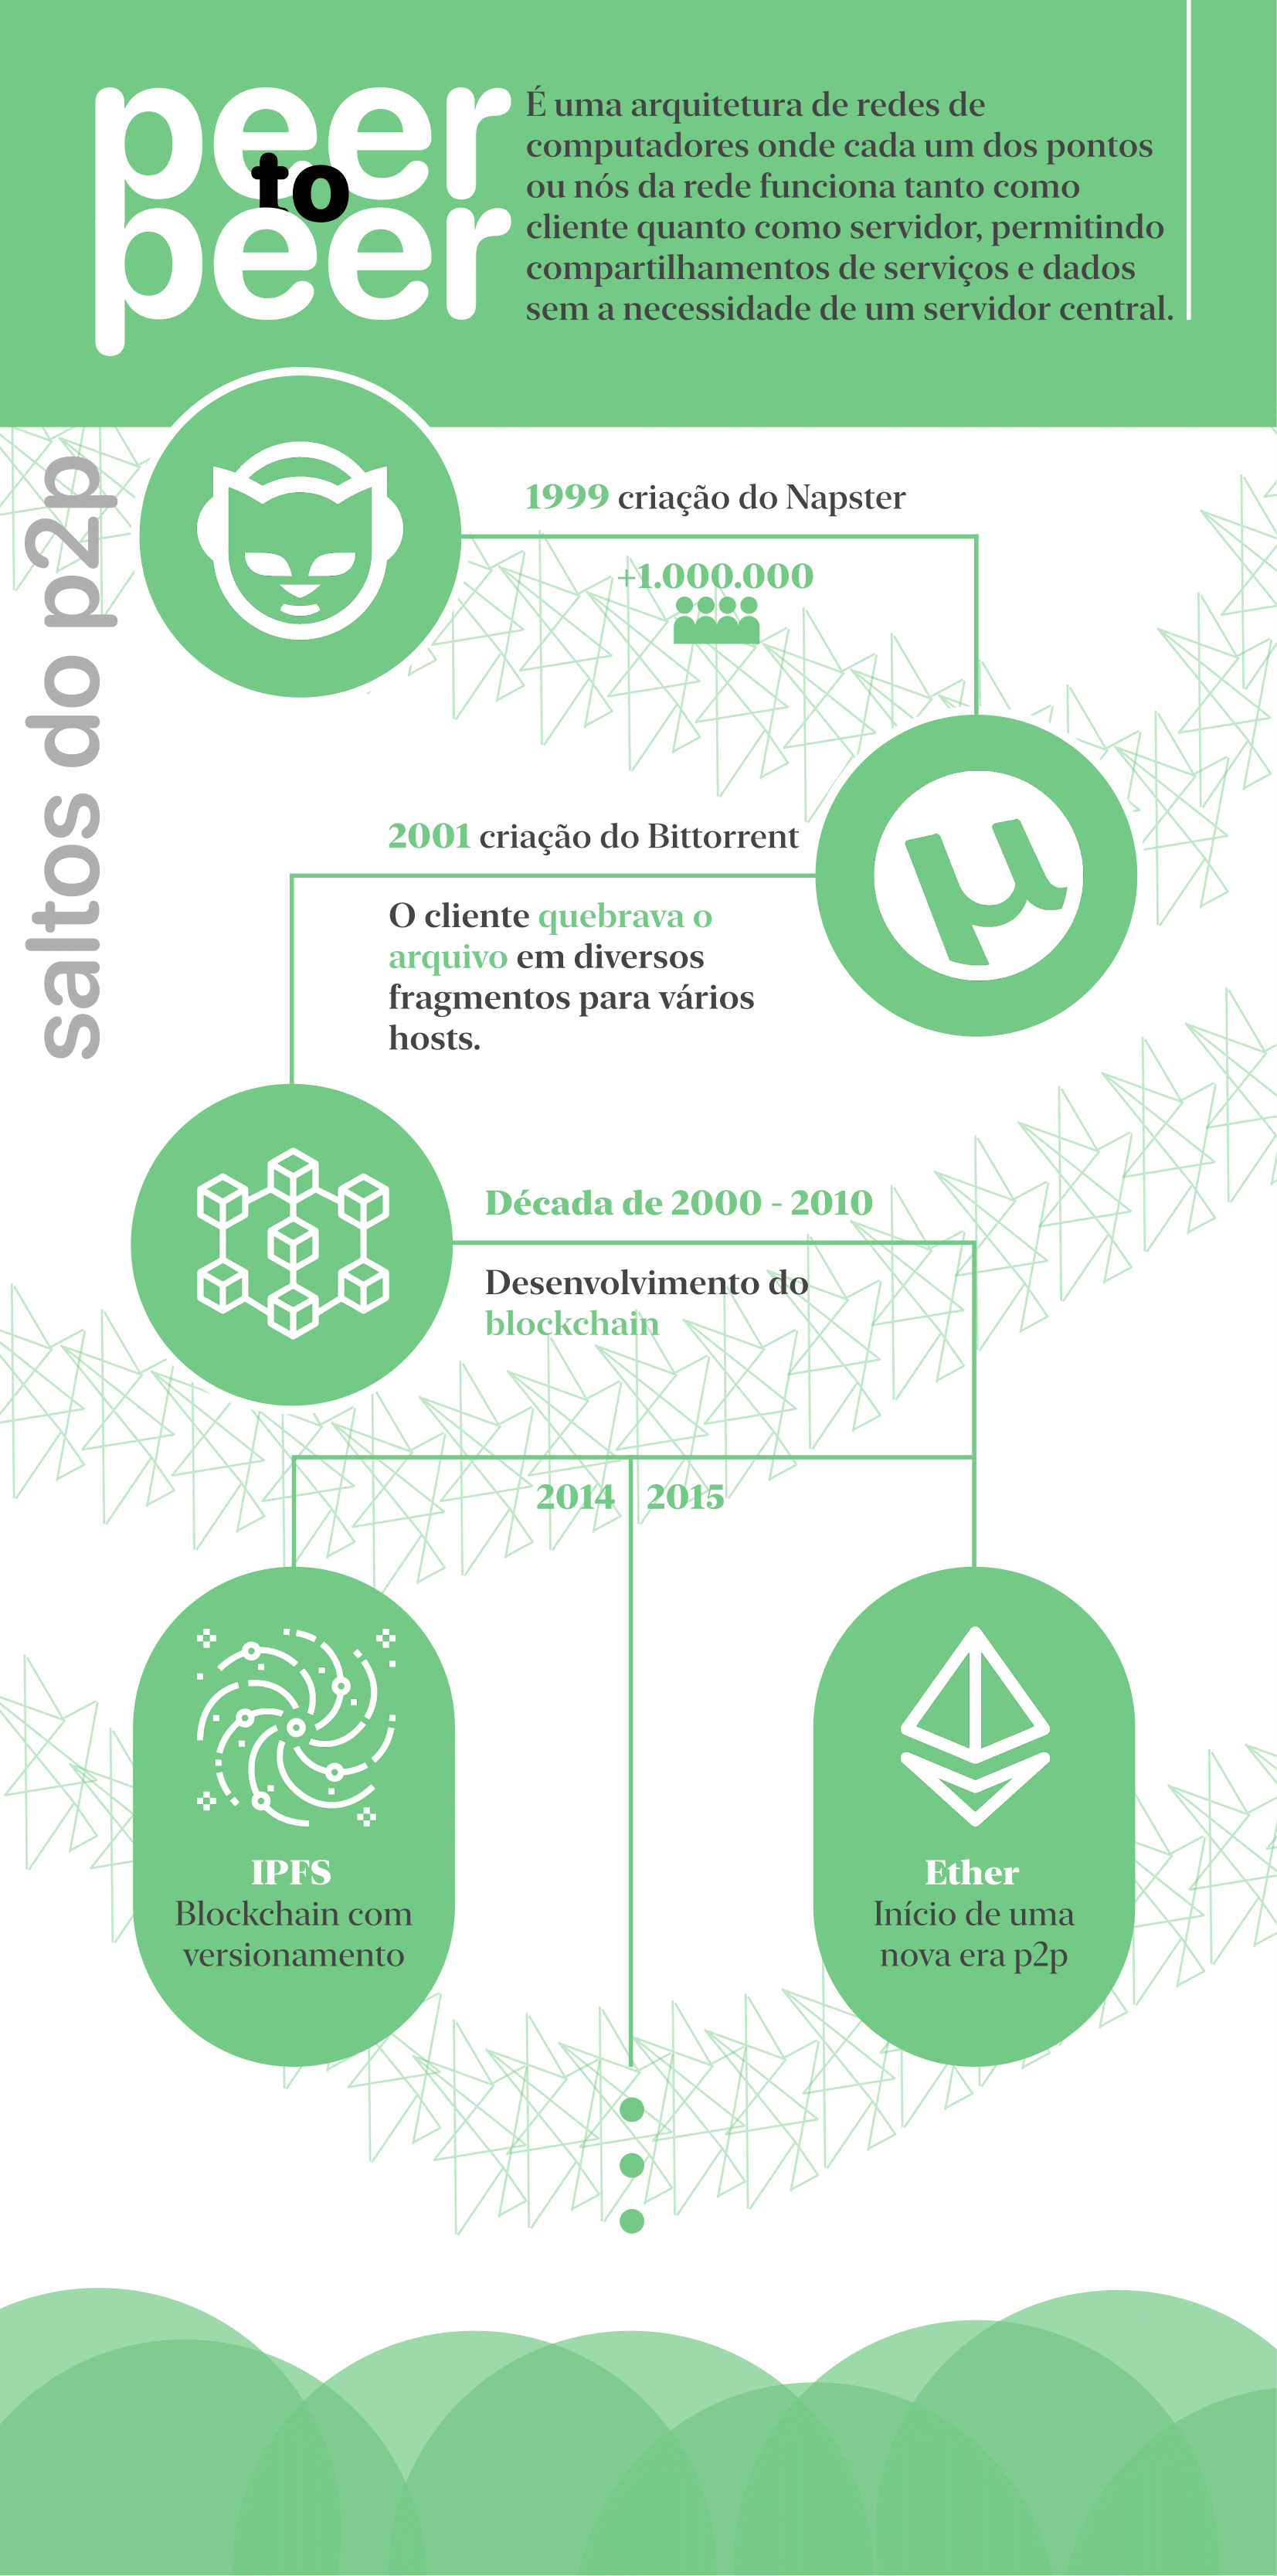 peer
to
peer
É uma arquitetura de redes de
computadores onde cada um dos pontos
ou nós da rede funciona tanto como
cliente quanto como servidor, permitindo
compartilhamentos de serviços e dados
sem a necessidade de um servidor central.
saltos do p2p
1999 criação do Napster
+1.000.000
2001 criação do Bittorrent
O cliente quebrava o
arquivo em diversos
fragmentos para vários
hosts.
Década de 2000 - 2010
Desenvolvimento do
blockchain
2014
2015
IPFS
Blockchain com
versionamento
Ether
Início de uma
nova era p2p